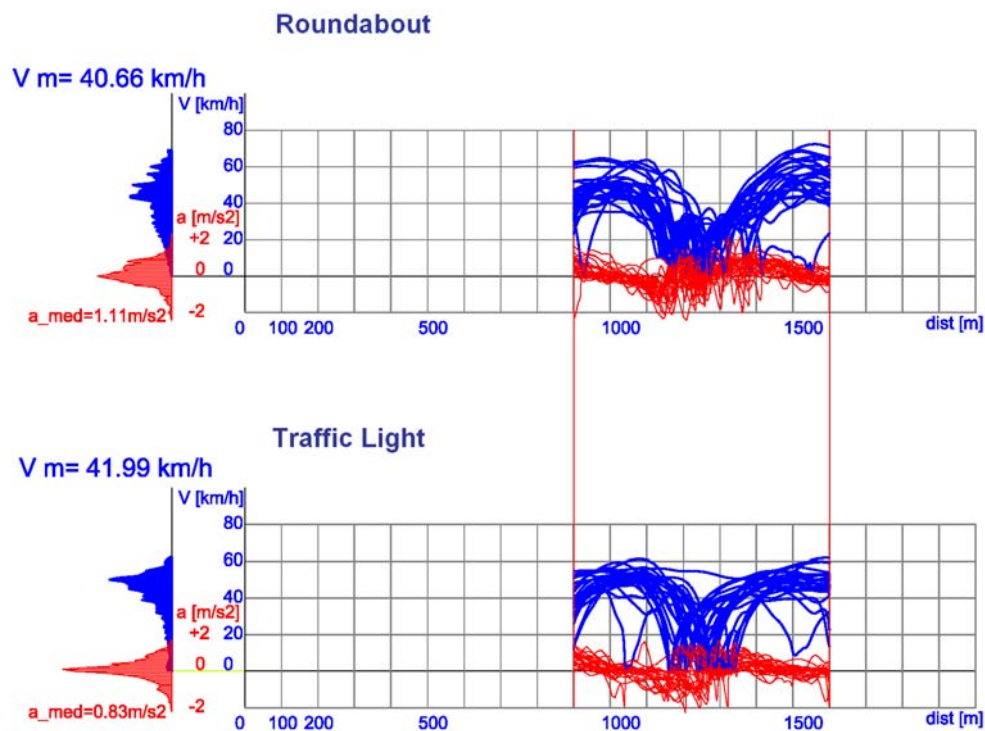 Roundabout
V m= 40.66 km/h
V [km/h]
80
60
40
a [m/s2]
+2 20
0 0
a_med=1.11m/s2
-2
0 100 200 500 1000 1500 dist [m]
Traffic Light
V m= 41.99 km/h
V [km/h]
80
60
40
a [m/s2]
+2 20
0 0
a_med=0.83m/s2
-2
0 100 200 500 1000 1500 dist [m]